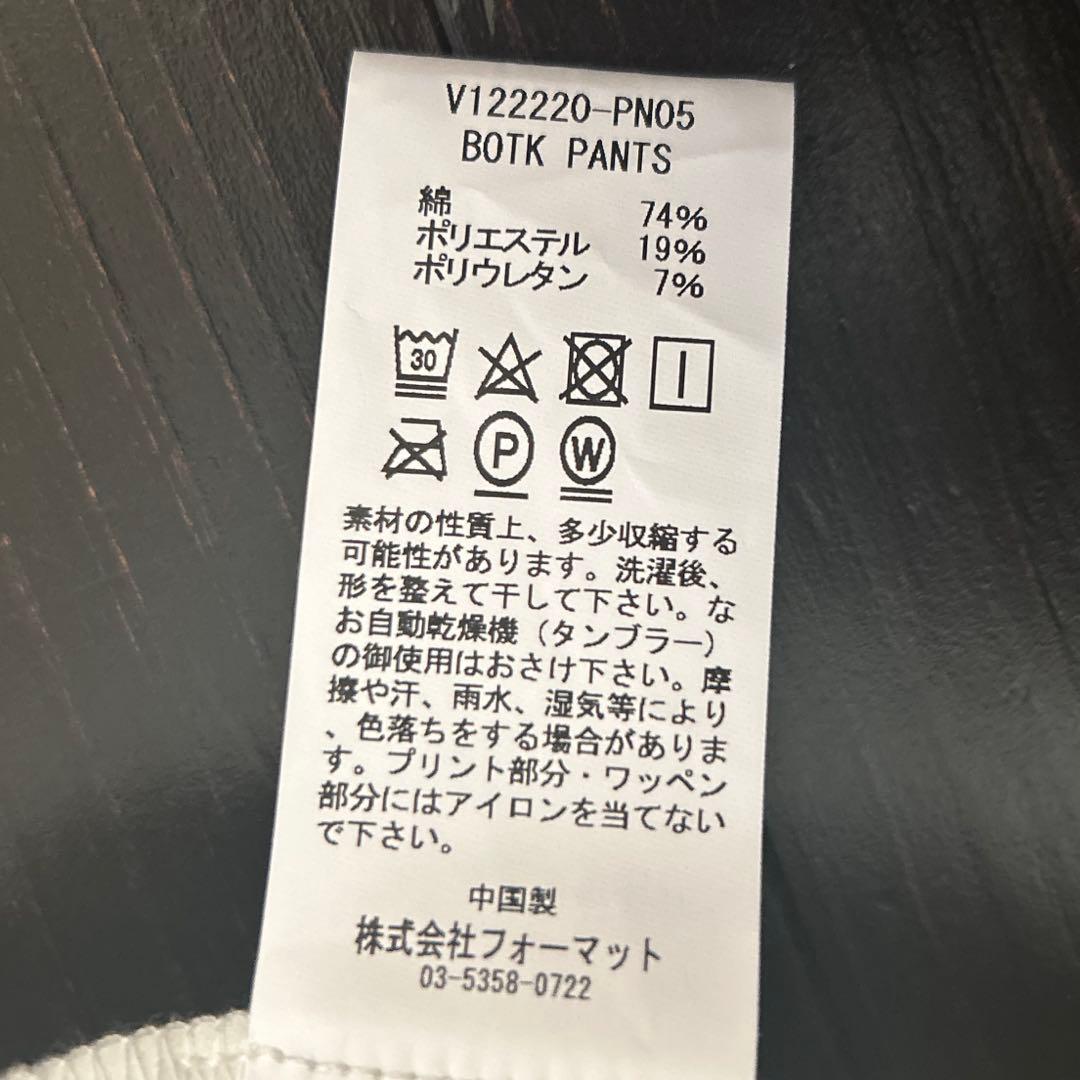 V122220-PN05
BOTK PANTS
綿 74%
ポリエステル 19%
ポリウレタン 7%
30
P W
素材の性質上、多少収縮する
可能性があります。洗濯後、
形を整えて干して下さい。な
お自動乾燥機（タンブラー）
の御使用はおさけ下さい。摩
擦や汗、雨水、湿気等により
、色落ちをする場合がありま
す。プリント部分・ワッペン
部分にはアイロンを当てない
で下さい。
中国製
株式会社フォーマット
03-5358-0722